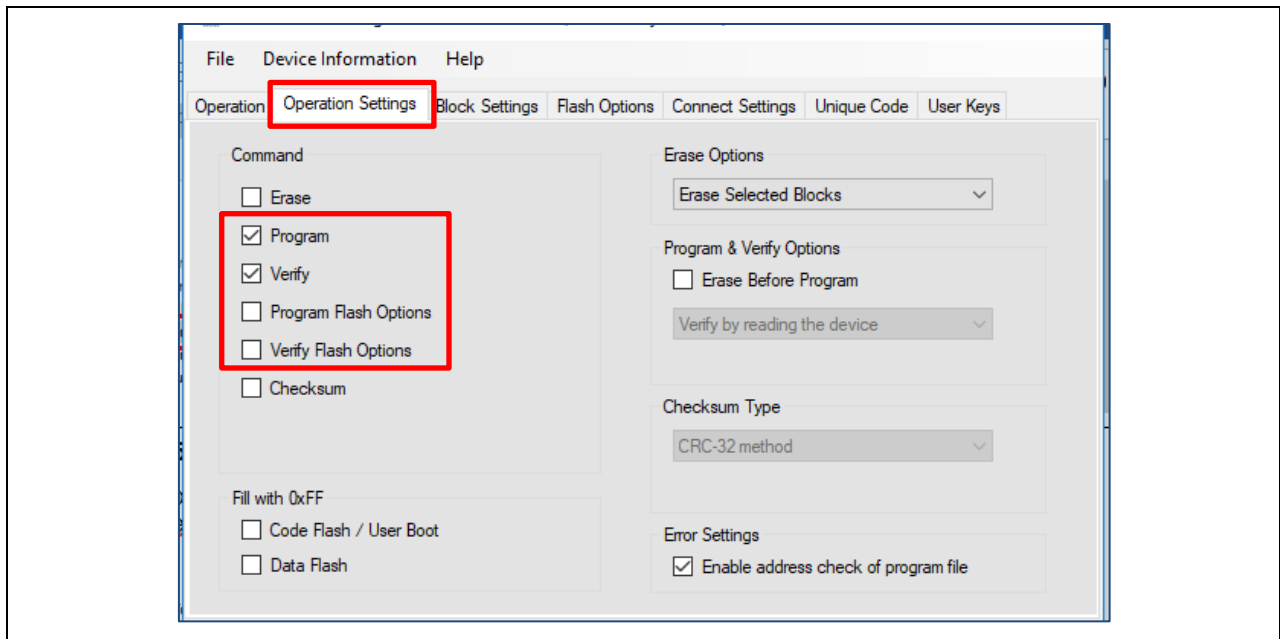 File Device Information Help
Operation Operation Settings Block Settings Flash Options Connect Settings Unique Code User Keys
Command
Erase
Program
Verify
Program Flash Options
Verify Flash Options
Checksum
Fill with 0xFF
Code Flash / User Boot
Data Flash
Erase Options
Erase Selected Blocks
Program & Verify Options
Erase Before Program
Verify by reading the device
Checksum Type
CRC-32 method
Error Settings
Enable address check of program file